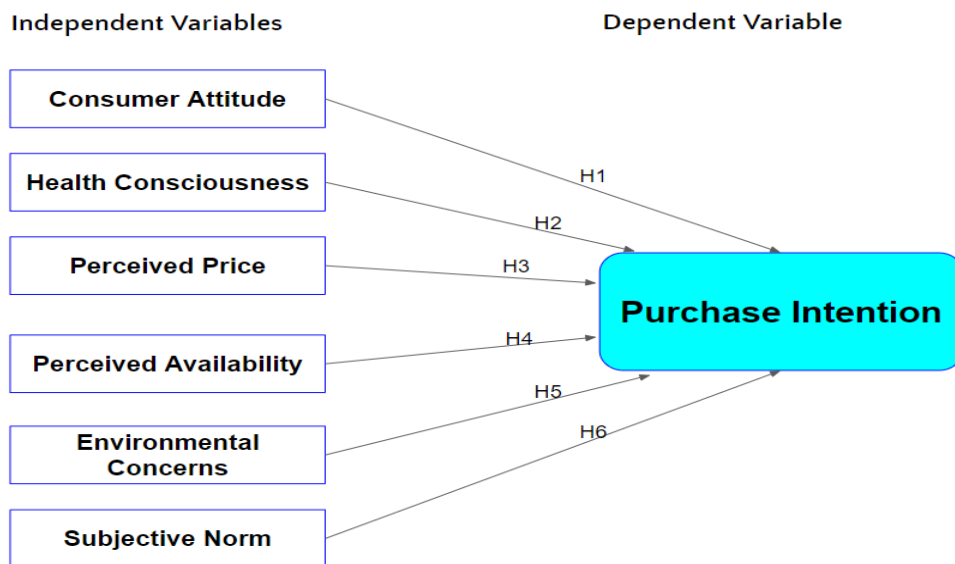 Independent Variables
Dependent Variable
Consumer Attitude
H1
Health Consciousness
H2
Perceived Price
H3
Purchase Intention
Perceived Availability
H4
Environmental
Concerns
H5
Subjective Norm
H6